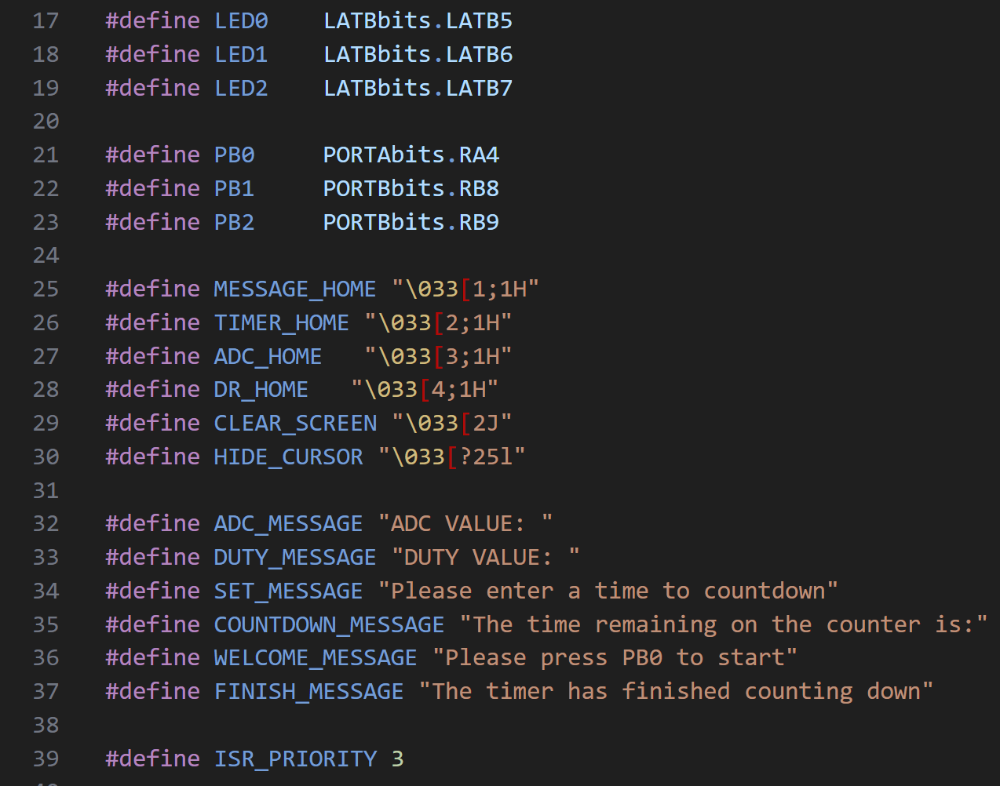 17 #define LED0    LATBbits.LATB5
18 #define LED1    LATBbits.LATB6
19 #define LED2    LATBbits.LATB7
20
21 #define PB0     PORTAbits.RA4
22 #define PB1     PORTBbits.RB8
23 #define PB2     PORTBbits.RB9
24
25 #define MESSAGE_HOME "\033[1;1H"
26 #define TIMER_HOME "\033[2;1H"
27 #define ADC_HOME   "\033[3;1H"
28 #define DR_HOME   "\033[4;1H"
29 #define CLEAR_SCREEN "\033[2J"
30 #define HIDE_CURSOR "\033[?25l"
31
32 #define ADC_MESSAGE "ADC VALUE: "
33 #define DUTY_MESSAGE "DUTY VALUE: "
34 #define SET_MESSAGE "Please enter a time to countdown"
35 #define COUNTDOWN_MESSAGE "The time remaining on the counter is:"
36 #define WELCOME_MESSAGE "Please press PB0 to start"
37 #define FINISH_MESSAGE "The timer has finished counting down"
38
39 #define ISR_PRIORITY 3